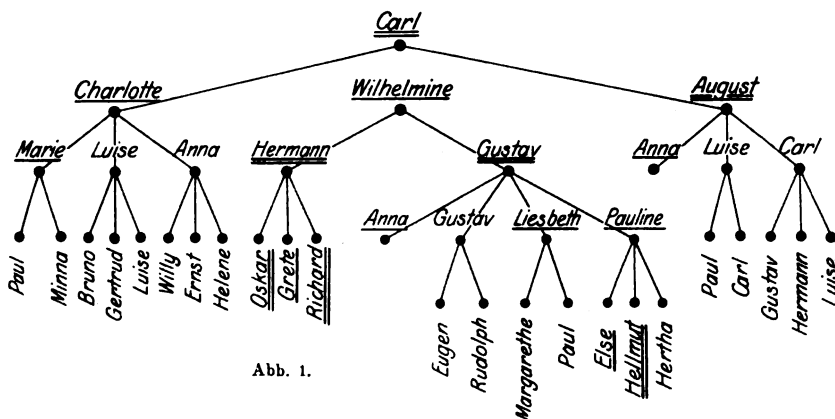 Carl
Charlotte Wilhelmine August
Marie Luise Anna Hermann Gustav Anna Luise Carl
Anna Gustav Liesbeth Pauline
Paul Minna Bruno Gertrud Luise Willy Ernst Helene Oskar Grete Richard Paul Carl Gustav Hermann Luise
Eugen Rudolph Margarethe Paul Else Hellmut Hertha
Abb. 1.